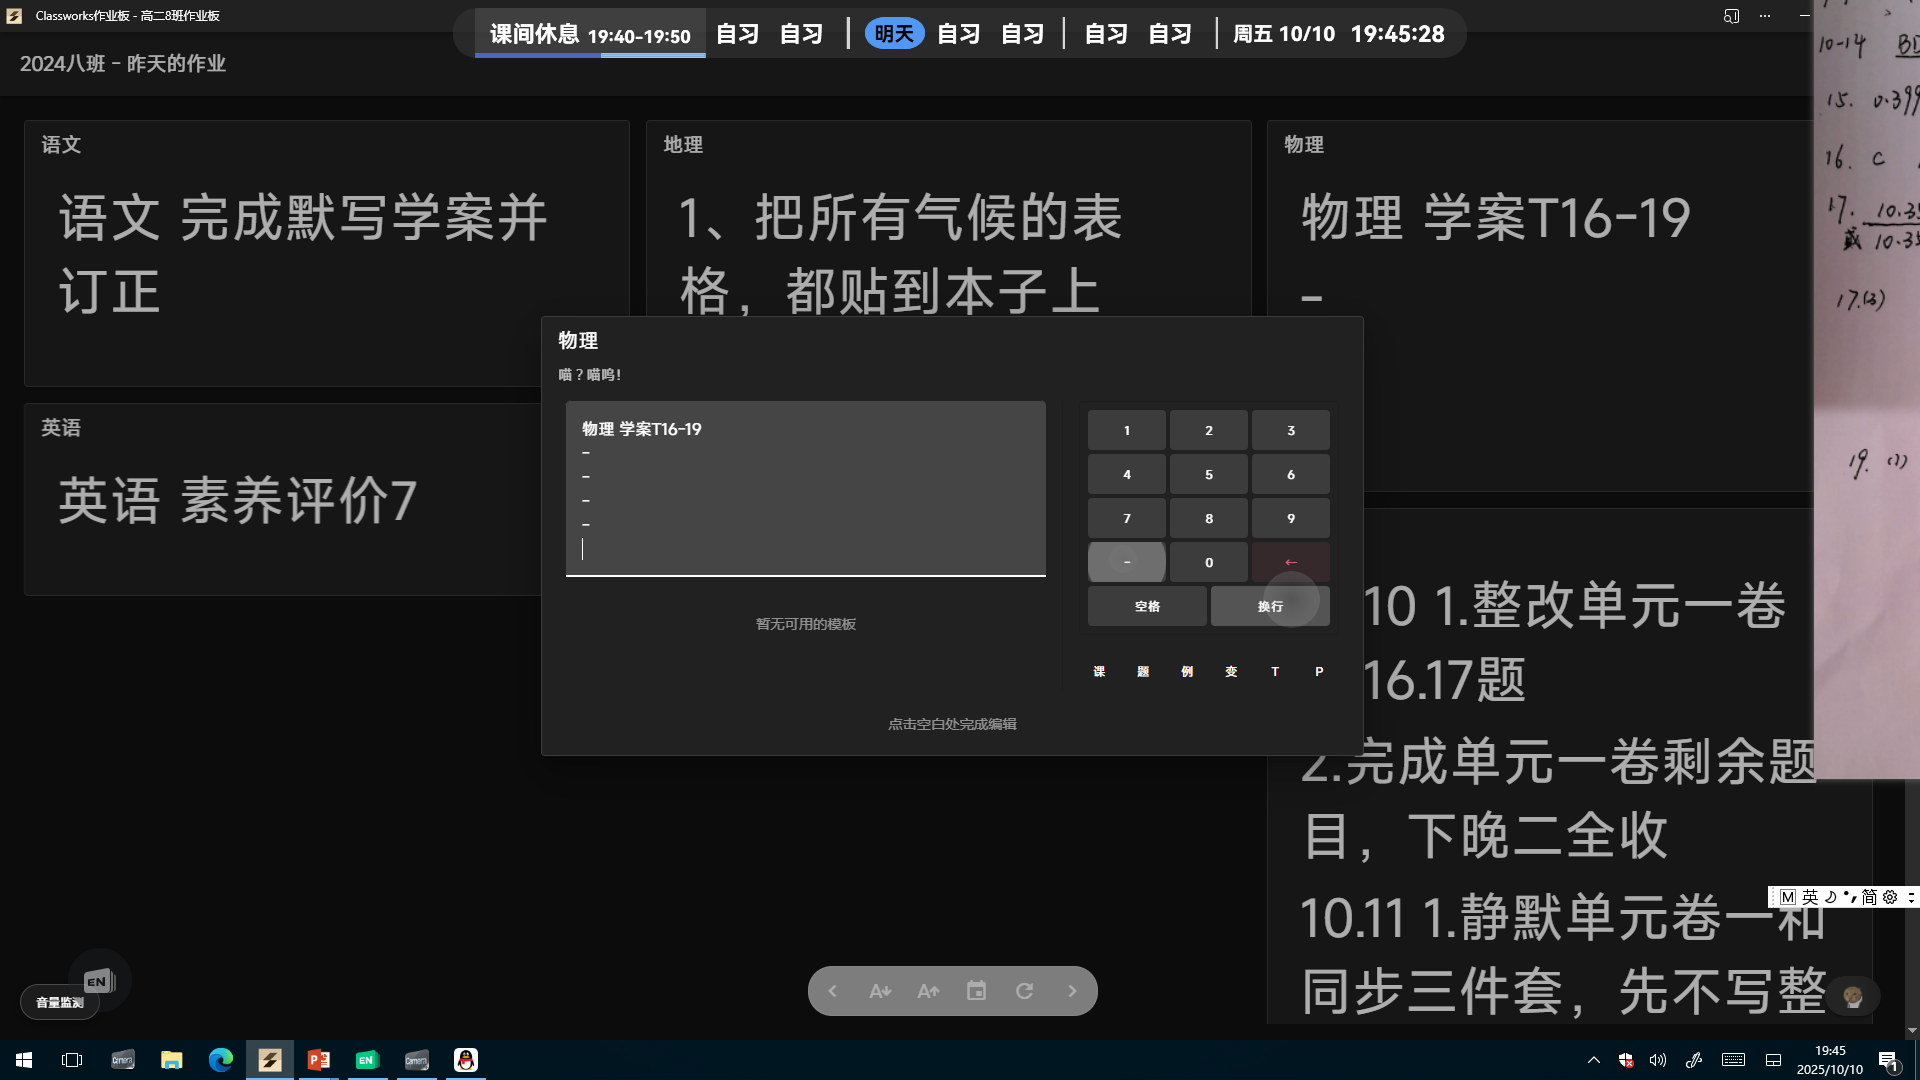 Classworks作业板 - 高二8班作业板
课间休息 19:40-19:50 自习 自习 明天 自习 自习 自习 自习 周五 10/10 19:45:28
2024八班 - 昨天的作业
语文
语文 完成默写学案并
订正
地理
1、把所有气候的表
格，都贴到本子上
物理
物理 学案T16-19
-
英语
英语 素养评价7
物理
喵？喵呜!
物理 学案T16-19
-
-
-
-
暂无可用的模板
1 2 3
4 5 6
7 8 9
- 0 ←
空格 换行
课 题 例 变 T P
点击空白处完成编辑
10 1.整改单元一卷
16.17题
2.完成单元一卷剩余题
目，下晚二全收
10.11 1.静默单元卷一和
同步三件套，先不写整
10-14 BD
15. 0.399
16. C
17. 10.35
或 10.35
17.(3)
19. (1)
M 英 简
EN
音量监测
A A
Camera
P
EN
Camera
19:45
2025/10/10
1